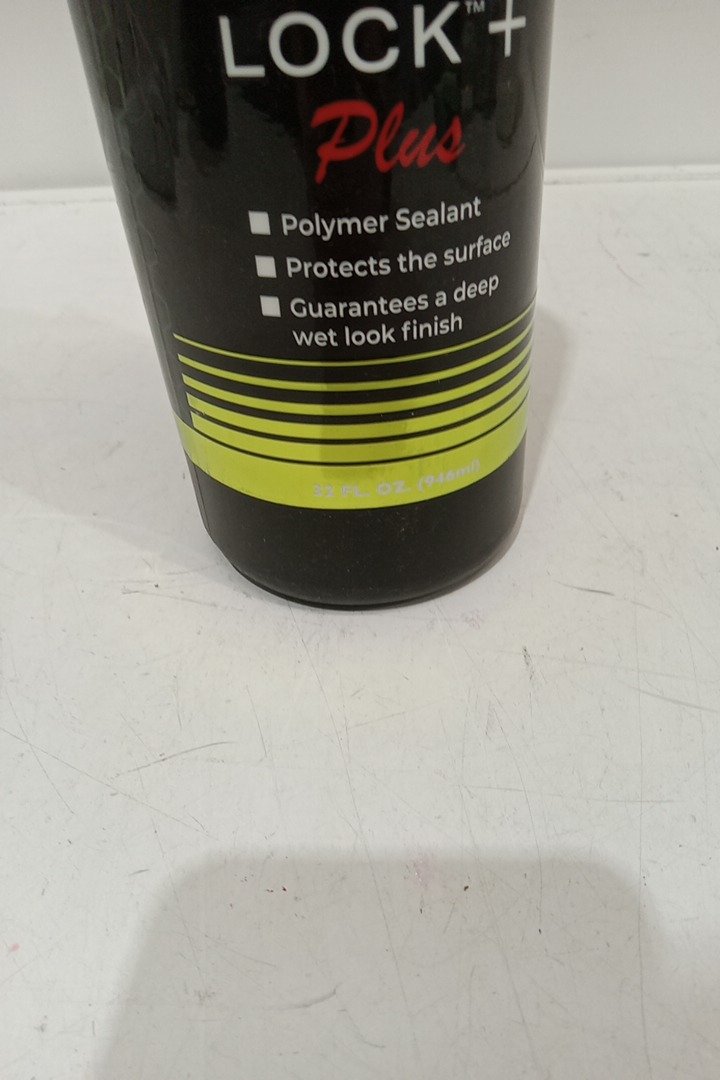 LOCK™+
Plus
Polymer Sealant
Protects the surface
Guarantees a deep
wet look finish
32 FL. OZ. (946ml)